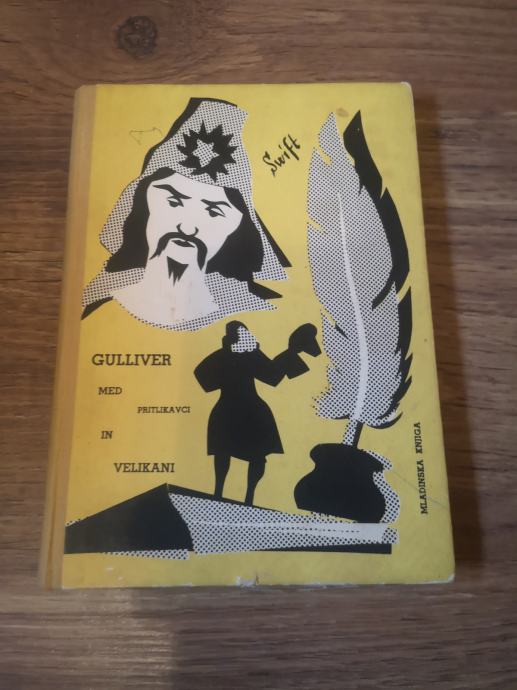 Swift
GULLIVER
MED
PRITLIKAVCI
IN
VELIKANI
MLADINSKA KNJIGA